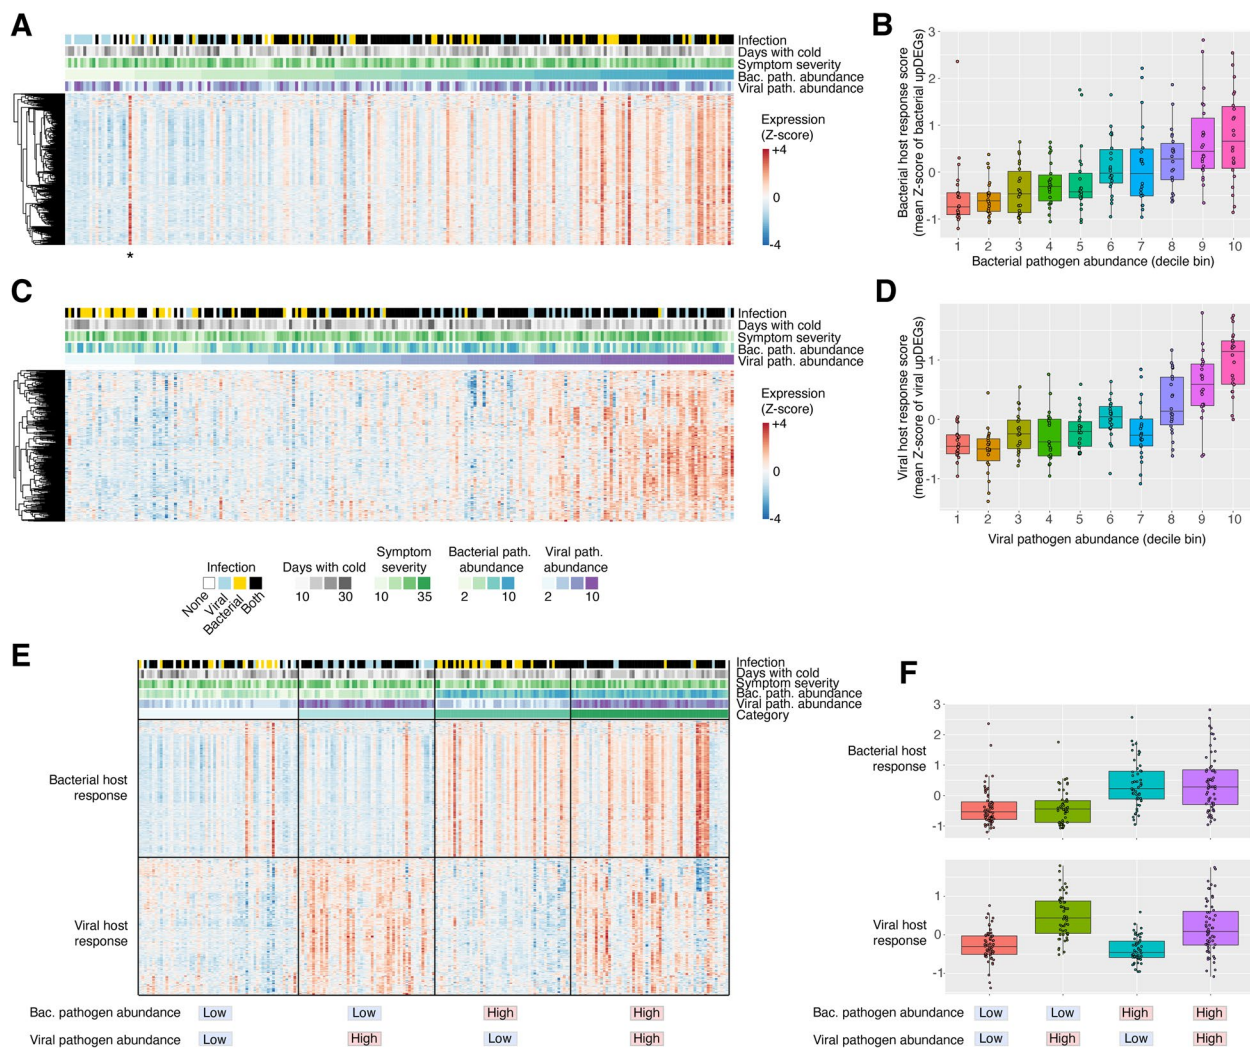 A
Infection
Days with cold
Symptom severity
Bac. path. abundance
Viral path. abundance
Expression
(Z-score)
+4
0
-4
*
B
Bacterial host response score
(mean Z-score of bacterial upDEGs)
3
2
1
0
-1
1 2 3 4 5 6 7 8 9 10
Bacterial pathogen abundance (decile bin)
C
Infection
Days with cold
Symptom severity
Bac. path. abundance
Viral path. abundance
Expression
(Z-score)
+4
0
-4
D
Viral host response score
(mean Z-score of viral upDEGs)
1
0
-1
1 2 3 4 5 6 7 8 9 10
Viral pathogen abundance (decile bin)
Infection
None
Viral
Bacterial
Both
Days with cold
10 30
Symptom
severity
10 35
Bacterial path.
abundance
2 10
Viral path.
abundance
2 10
E
Infection
Days with cold
Symptom severity
Bac. path. abundance
Viral path. abundance
Category
Bacterial host
response
Viral host
response
Bac. pathogen abundance Low Low High High
Viral pathogen abundance Low High Low High
F
Bacterial host
response
3
2
1
0
-1
Viral host
response
1
0
-1
Bac. pathogen abundance Low Low High High
Viral pathogen abundance Low High Low High